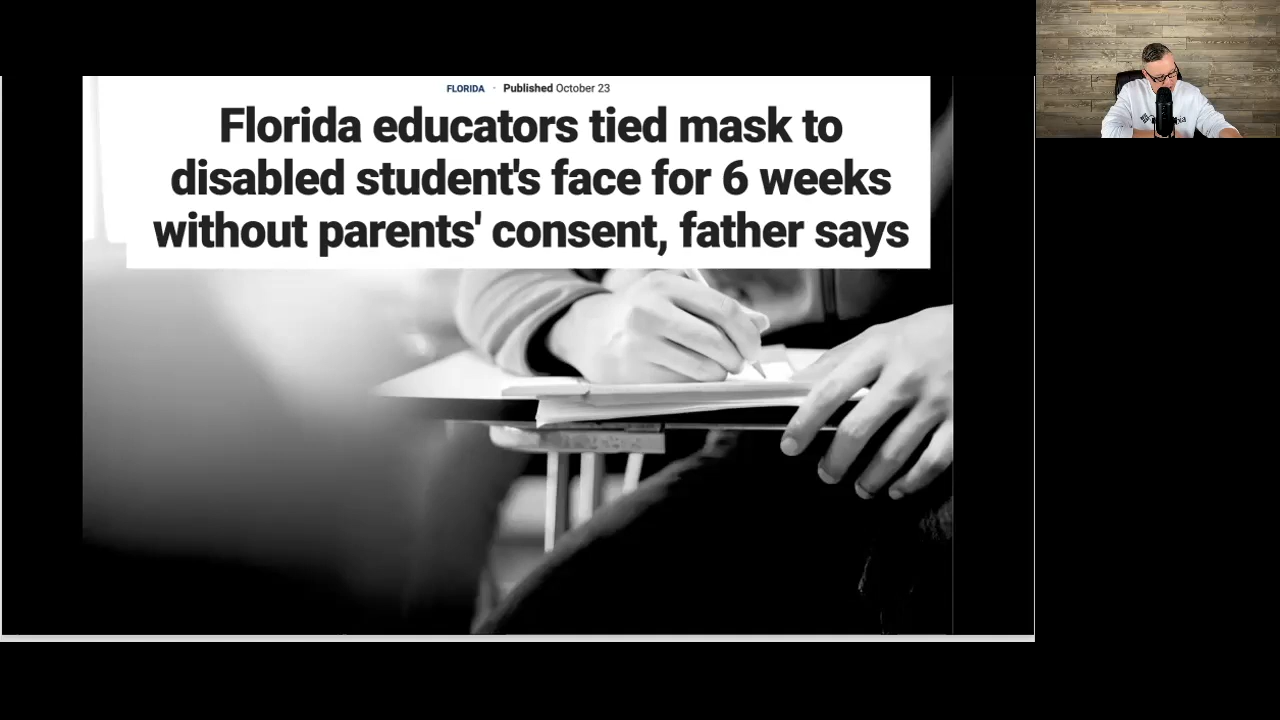 FLORIDA · Published October 23
Florida educators tied mask to
disabled student's face for 6 weeks
without parents' consent, father says